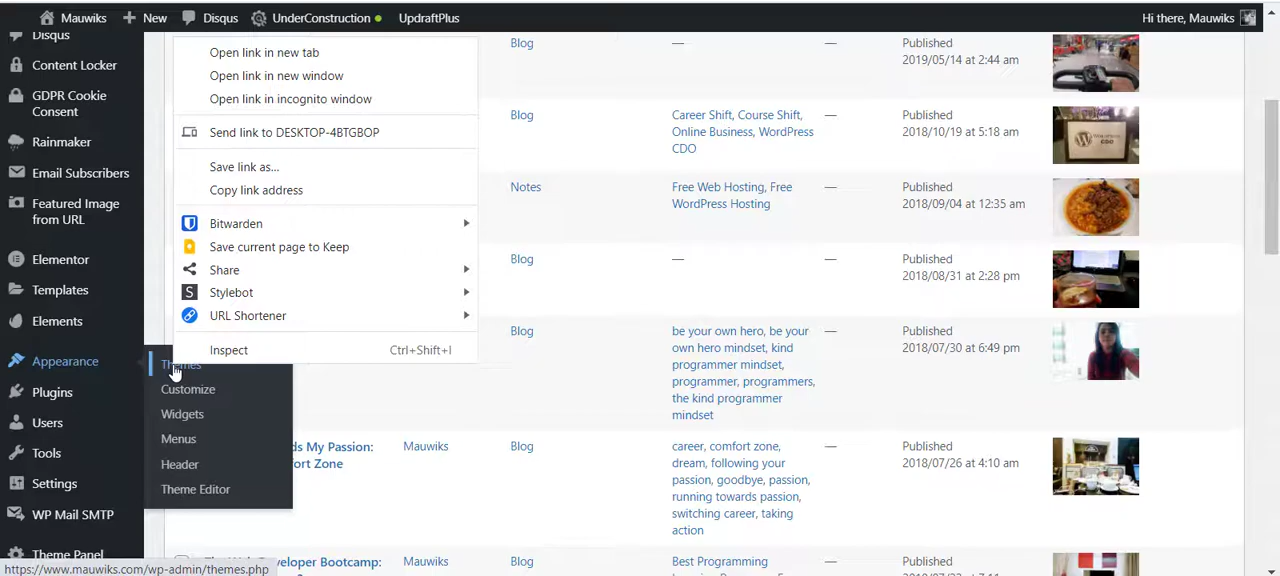 Mauwiks
New
Disqus
UnderConstruction
UpdraftPlus
Hi there, Mauwiks
Disqus
Content Locker
GDPR Cookie
Consent
Rainmaker
Email Subscribers
Featured Image
from URL
Elementor
Templates
Elements
Appearance
Plugins
Users
Tools
Settings
WP Mail SMTP
Theme Panel
Open link in new tab
Open link in new window
Open link in incognito window
Send link to DESKTOP-4BTGBOP
Save link as...
Copy link address
Bitwarden
Save current page to Keep
Share
Stylebot
URL Shortener
Inspect Ctrl+Shift+I
Themes
Customize
Widgets
Menus
Header
Theme Editor
Blog — — Published
2019/05/14 at 2:44 am
Blog Career Shift, Course Shift, — Published
Online Business, WordPress 2018/10/19 at 5:18 am
CDO
Notes Free Web Hosting, Free — Published
WordPress Hosting 2018/09/04 at 12:35 am
Blog — — Published
2018/08/31 at 2:28 pm
Blog be your own hero, be your — Published
own hero mindset, kind 2018/07/30 at 6:49 pm
programmer mindset,
programmer, programmers,
the kind programmer
mindset
ds My Passion: Mauwiks Blog career, comfort zone, — Published
fort Zone dream, following your 2018/07/26 at 4:10 am
passion, goodbye, passion,
running towards passion,
switching career, taking
action
eveloper Bootcamp: Mauwiks Blog Best Programming — Published
https://www.mauwiks.com/wp-admin/themes.php